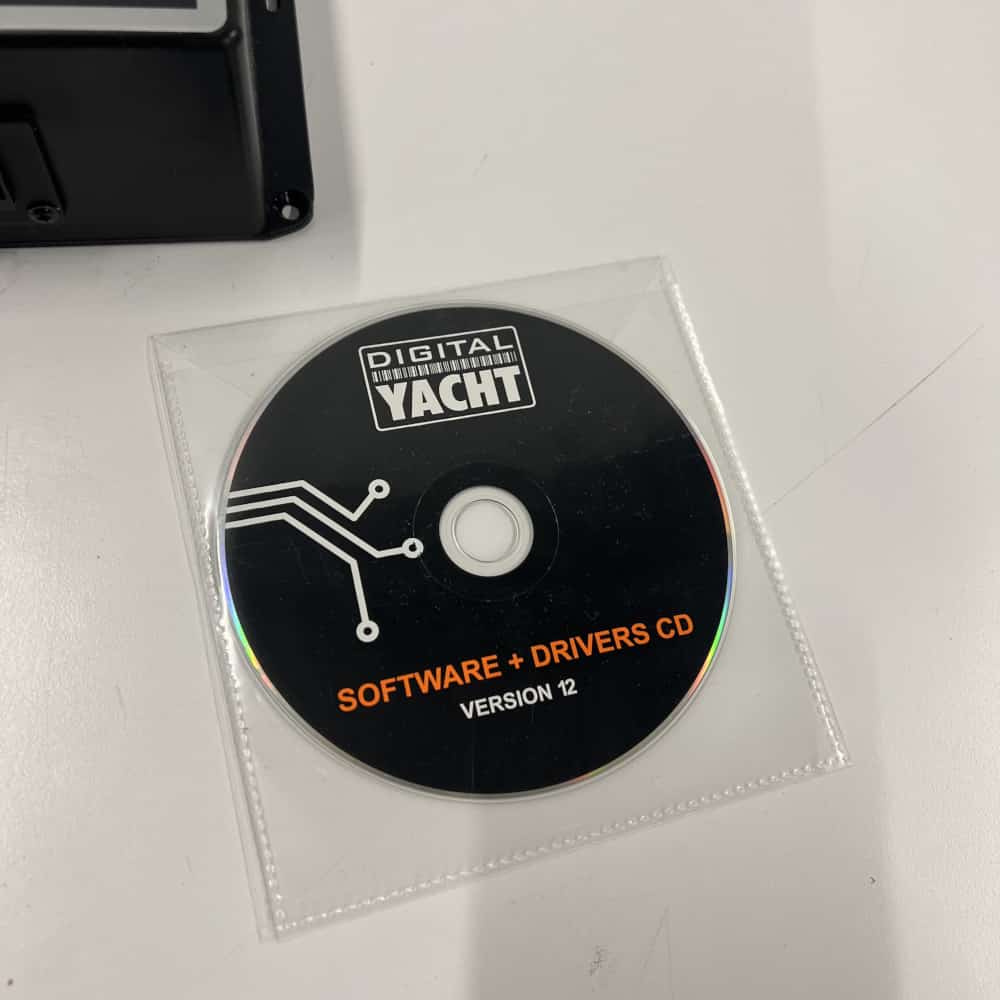 DIGITAL
YACHT
SOFTWARE + DRIVERS CD
VERSION 12